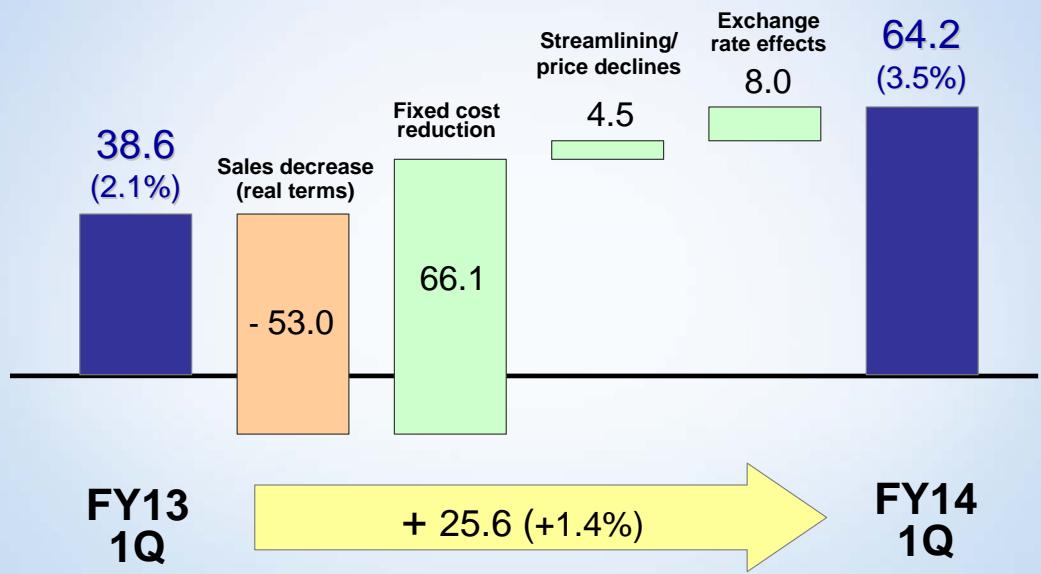 38.6
(2.1%)
Sales decrease
(real terms)
- 53.0
Fixed cost
reduction
66.1
Streamlining/
price declines
4.5
Exchange
rate effects
8.0
64.2
(3.5%)
FY13
1Q
+ 25.6 (+1.4%)
FY14
1Q